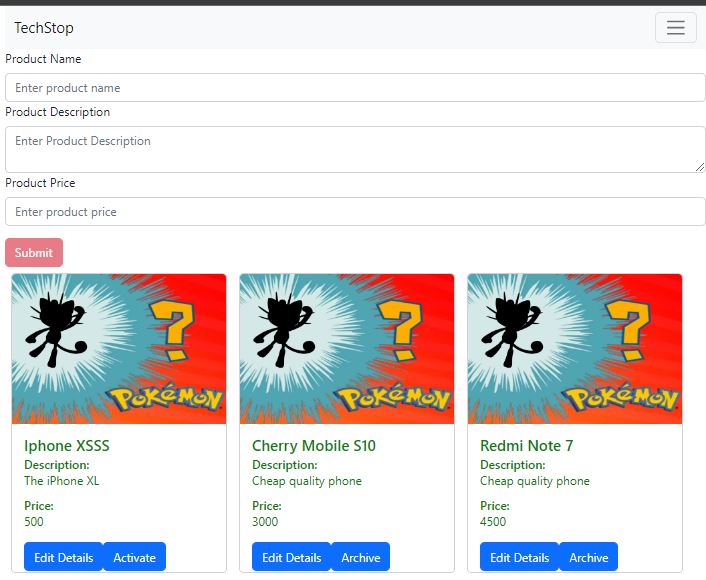 TechStop
Product Name
Enter product name
Product Description
Enter Product Description
Product Price
Enter product price
Submit
?
POKéMON
Iphone XSSS
Description:
The iPhone XL
Price:
500
Edit Details Activate
?
POKéMON
Cherry Mobile S10
Description:
Cheap quality phone
Price:
3000
Edit Details Archive
?
POKéMON
Redmi Note 7
Description:
Cheap quality phone
Price:
4500
Edit Details Archive